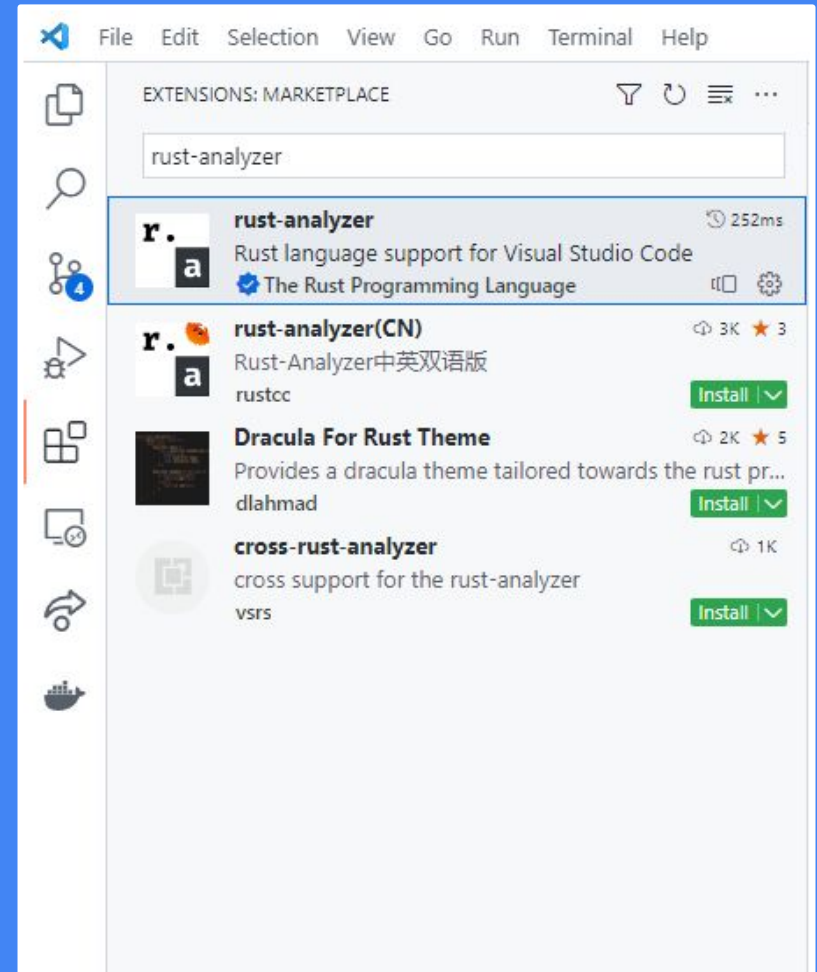 File Edit Selection View Go Run Terminal Help
EXTENSIONS: MARKETPLACE
rust-analyzer
r. a
rust-analyzer 252ms
Rust language support for Visual Studio Code
The Rust Programming Language
4
r. a
rust-analyzer(CN) 3K 3
Rust-Analyzer中英双语版
rustcc Install
Dracula For Rust Theme 2K 5
Provides a dracula theme tailored towards the rust pr...
dlahmad Install
cross-rust-analyzer 1K
cross support for the rust-analyzer
vsrs Install